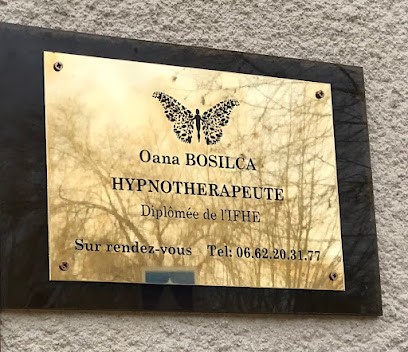 Oana BOSILCA
HYPNOTHERAPEUTE
Diplômée de l'IFHE
Sur rendez-vous Tel: 06.62.20.31.77